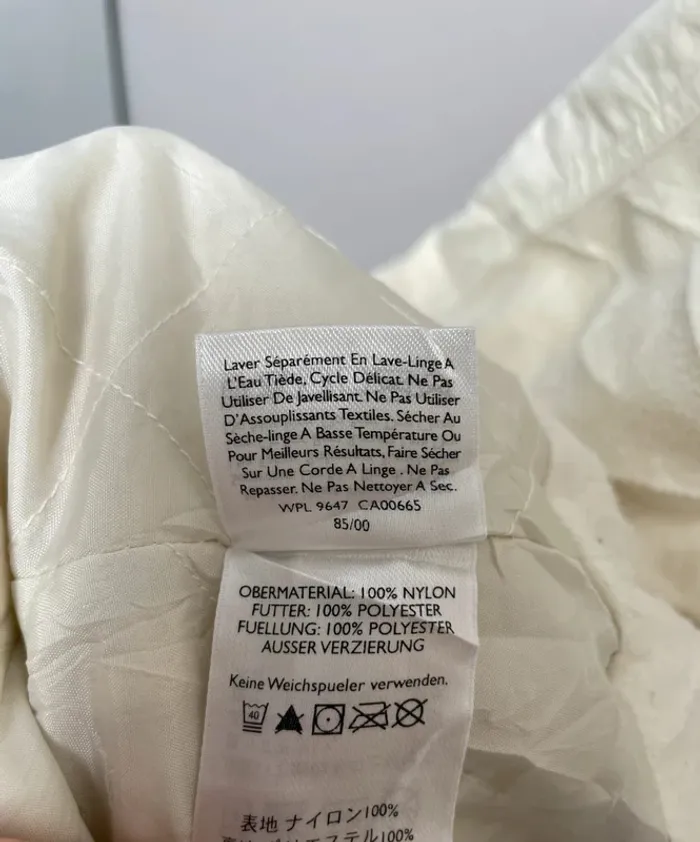 Laver Séparément En Lave-Linge A
L'Eau Tiède, Cycle Délicat. Ne Pas
Utiliser De Javellisant. Ne Pas Utiliser
D'Assouplissants Textiles. Sécher Au
Sèche-linge A Basse Température Ou
Pour Meilleurs Résultats, Faire Sécher
Sur Une Corde A Linge . Ne Pas
Repasser. Ne Pas Nettoyer A Sec.
WPL 9647 CA00665
85/00
OBERMATERIAL: 100% NYLON
FUTTER: 100% POLYESTER
FUELLUNG: 100% POLYESTER
AUSSER VERZIERUNG
Keine Weichspueler verwenden.
40
表地 ナイロン100%